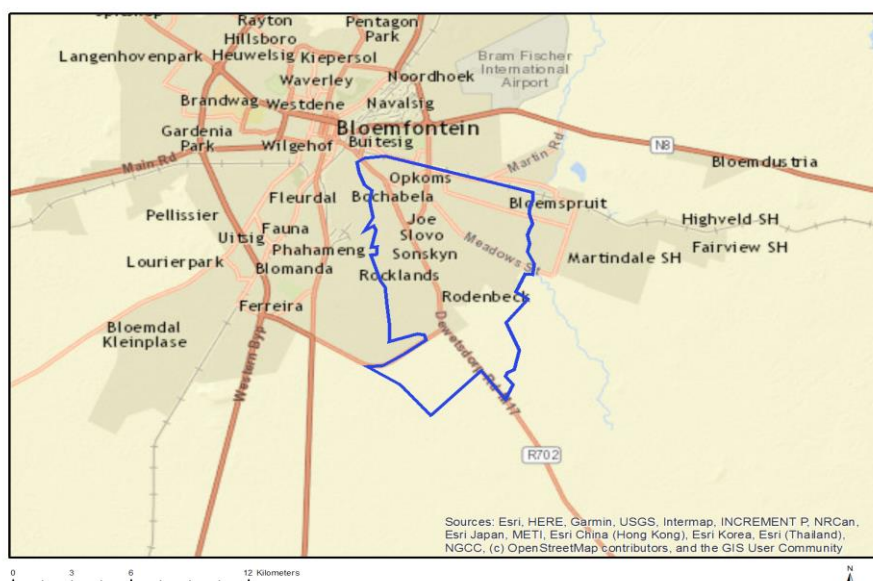 Rayton
Pentagon
Park
Hillsboro
Langenhovenpark
Heuwelsig
Kiepersol
Bram Fischer
International
Airport
Waverley
Noordhoek
Brandwag
Westdene
Navalsig
Bloemfontein
Gardenia
Park
Wilgehof
Buitesig
N8
Main Rd
Martin Rd
Bloemdustria
Opkoms
Fleurdal
Bochabela
Bloemspruit
Pellissier
Joe
Slovo
Highveld SH
Uitsig
Fauna
Phahameng
Sonskyn
Meadows St
Martindale SH
Fairview SH
Lourierpark
Blomanda
Rocklands
Rodenbeck
Ferreira
Bloemdal
Kleinplase
Western Byp
Dewetsdorp Rd M17
R702
Sources: Esri, HERE, Garmin, USGS, Intermap, INCREMENT P, NRCan,
Esri Japan, METI, Esri China (Hong Kong), Esri Korea, Esri (Thailand),
NGCC, (c) OpenStreetMap contributors, and the GIS User Community
0 3 6 12 Kilometers
N